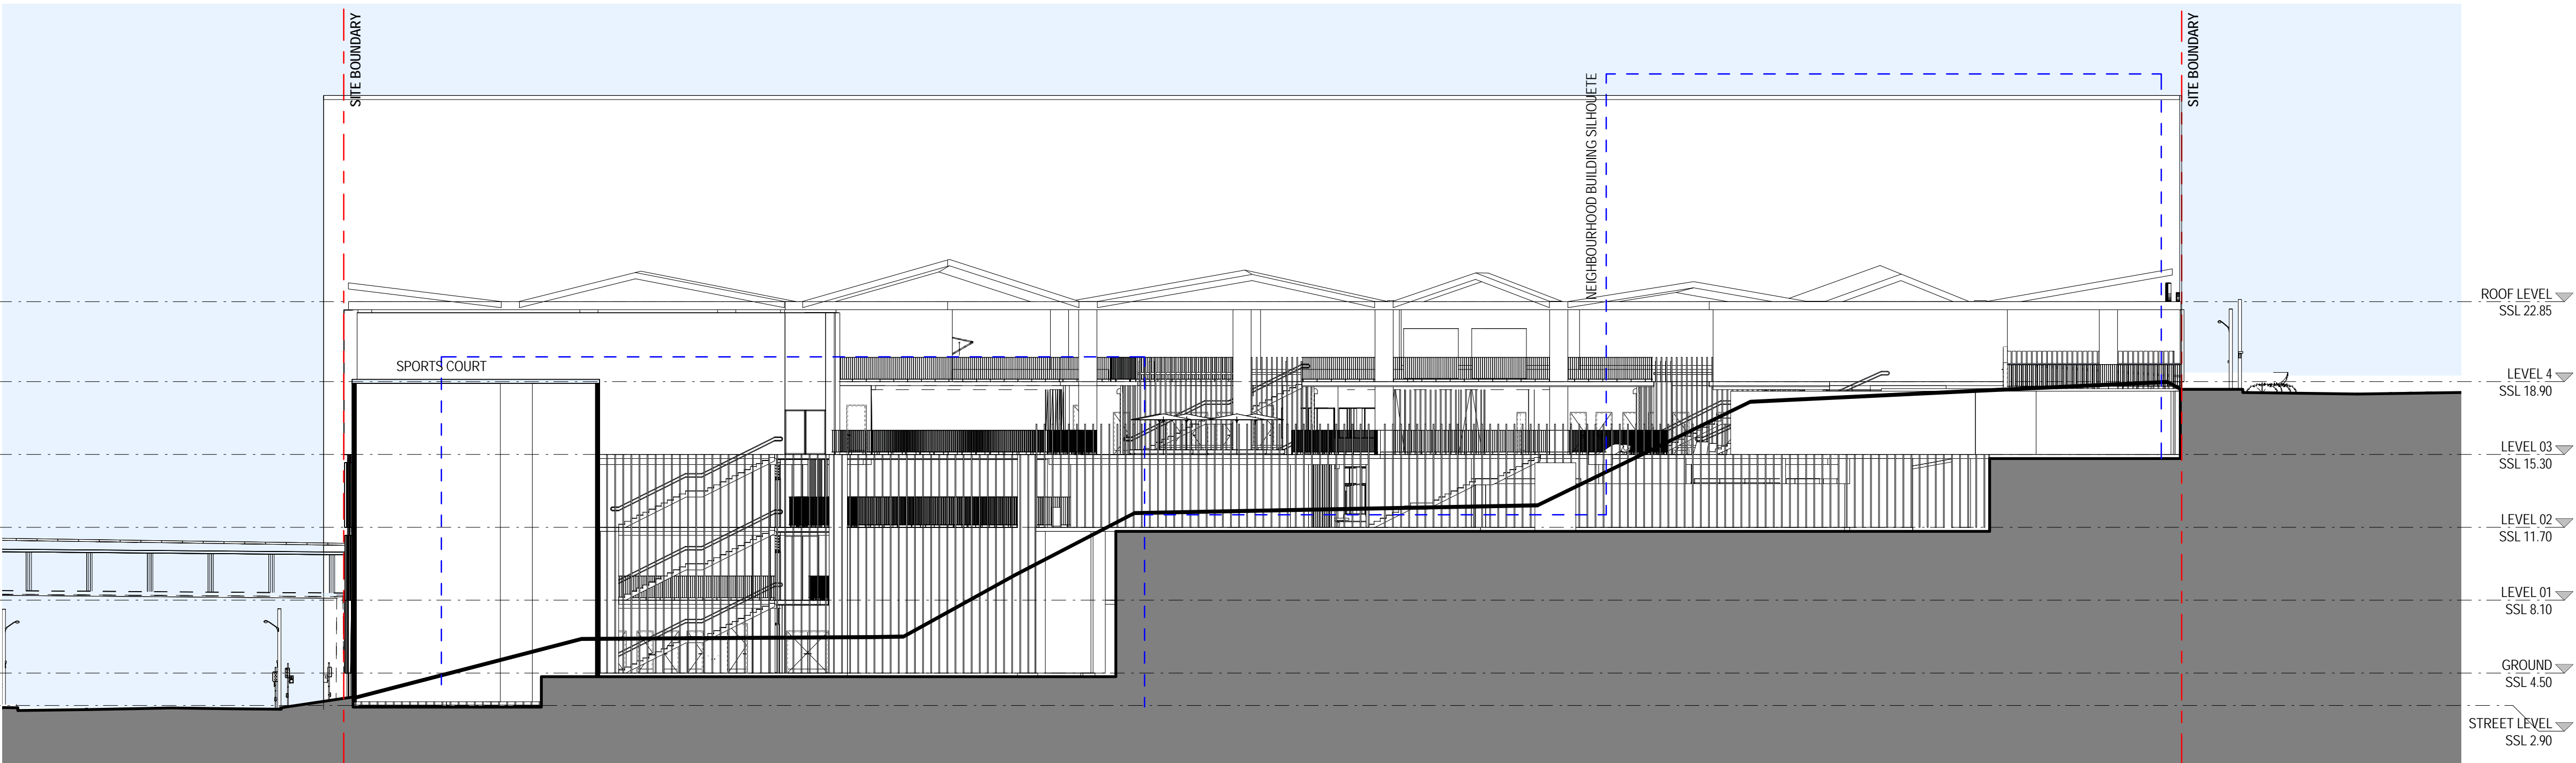 SITE BOUNDARY
SITE BOUNDARY
NEIGHBOURHOOD BUILDING SILHOUETE
SPORTS COURT
ROOF LEVEL
SSL 22.85
LEVEL 4
SSL 18.90
LEVEL 03
SSL 15.30
LEVEL 02
SSL 11.70
LEVEL 01
SSL 8.10
GROUND
SSL 4.50
STREET LEVEL
SSL 2.90